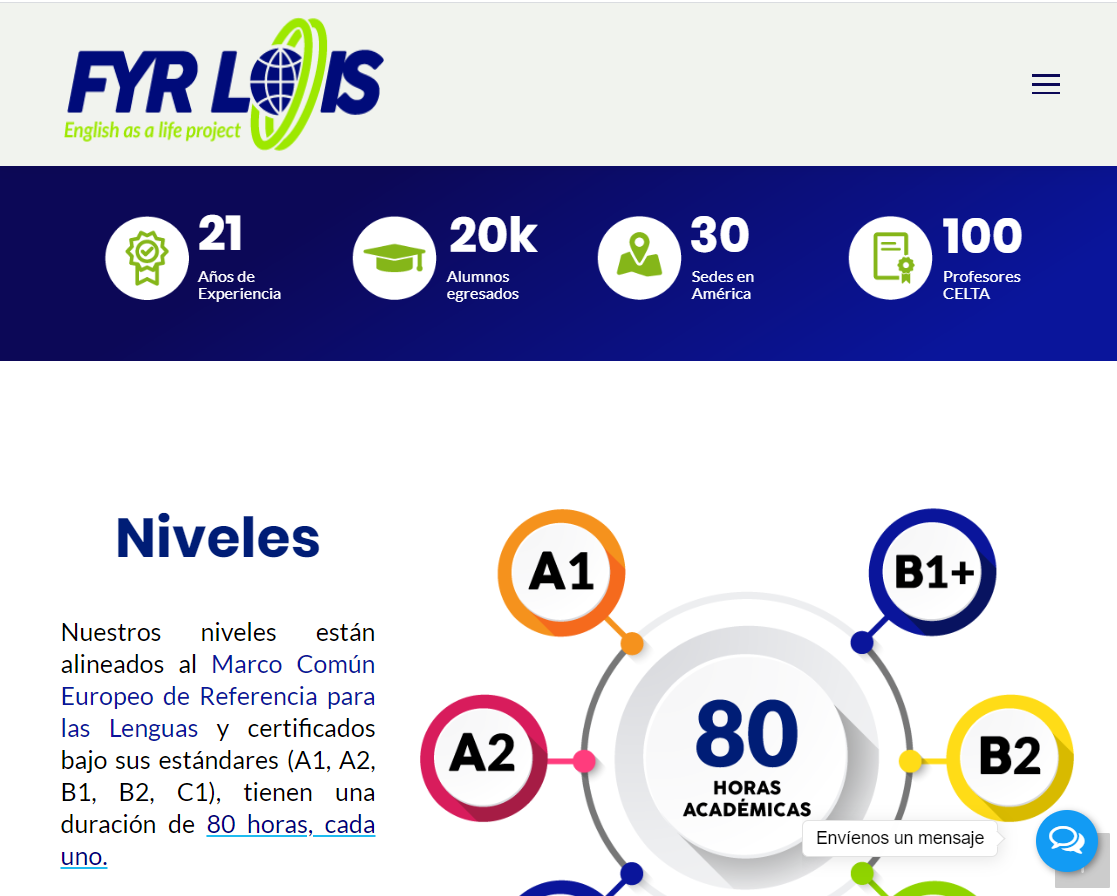 FYR LOIS
English as a life project
21
Años de
Experiencia
20k
Alumnos
egresados
30
Sedes en
América
100
Profesores
CELTA
Niveles
Nuestros niveles están
alineados al Marco Común
Europeo de Referencia para
las Lenguas y certificados
bajo sus estándares (A1, A2,
B1, B2, C1), tienen una
duración de 80 horas, cada
uno.
A1
B1+
A2
B2
80
HORAS
ACADÉMICAS
Envíenos un mensaje